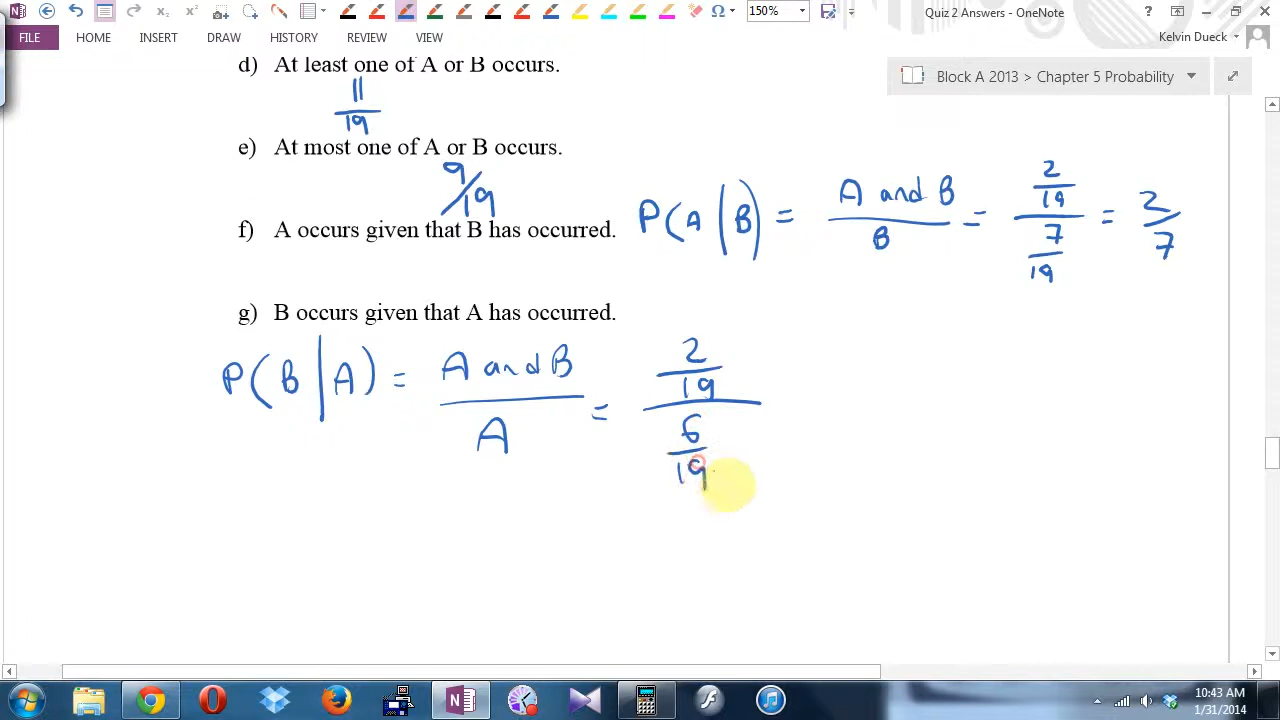 Quiz 2 Answers - OneNote
150%
FILE HOME INSERT DRAW HISTORY REVIEW VIEW
Kelvin Dueck
Block A 2013 > Chapter 5 Probability
d) At least one of A or B occurs.
11/19
e) At most one of A or B occurs.
9/19
f) A occurs given that B has occurred.
P(A|B) = A and B / B = 2/19 / 7/19 = 2/7
g) B occurs given that A has occurred.
P(B|A) = A and B / A = 2/19 / 6/19
10:43 AM
1/31/2014